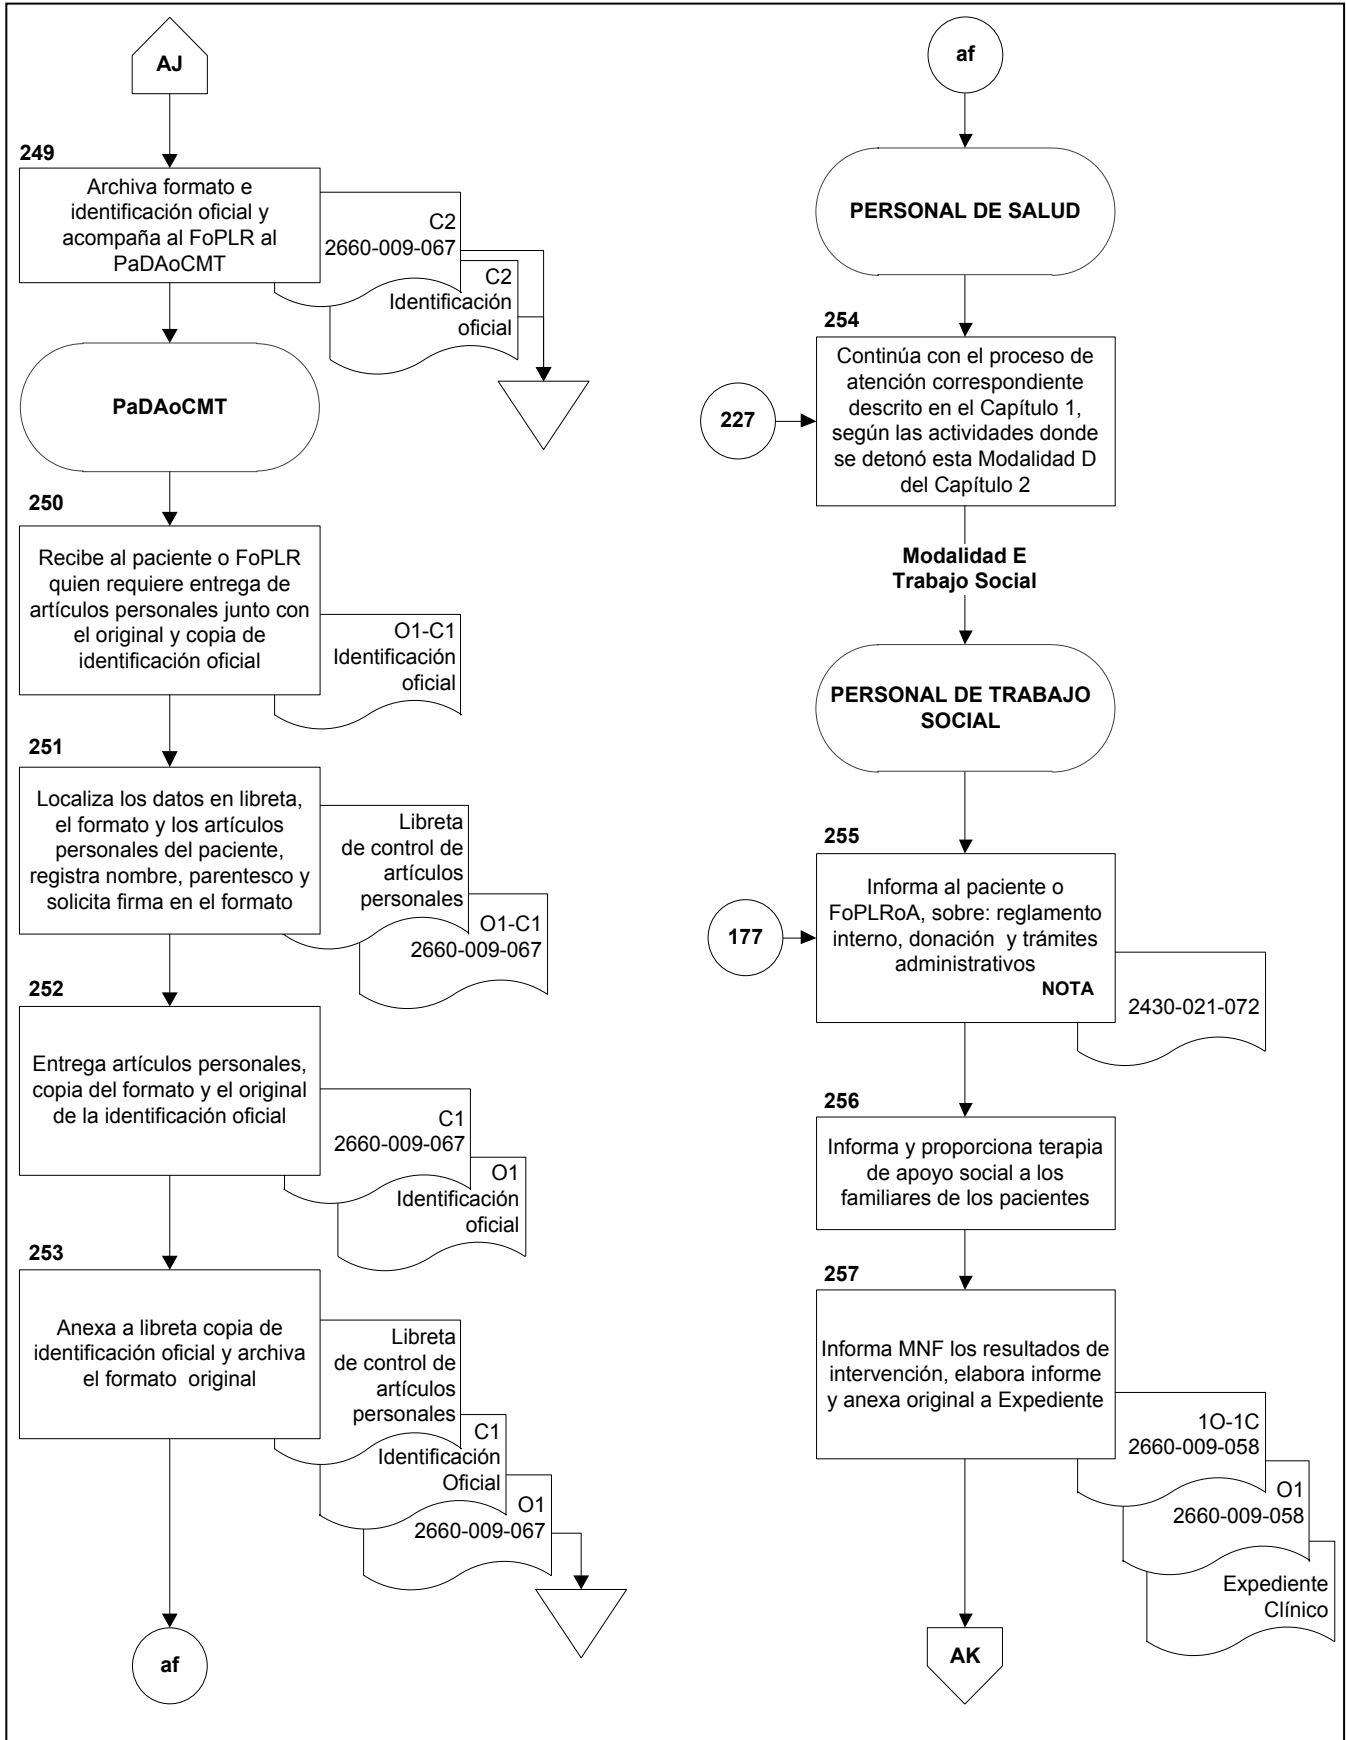 AJ
249
Archiva formato e
identificación oficial y
acompaña al FoPLR al
PaDAoCMT
C2
2660-009-067
C2
Identificación
oficial
PaDAoCMT
250
Recibe al paciente o FoPLR
quien requiere entrega de
artículos personales junto con
el original y copia de
identificación oficial
O1-C1
Identificación
oficial
251
Localiza los datos en libreta,
el formato y los artículos
personales del paciente,
registra nombre, parentesco y
solicita firma en el formato
Libreta
de control de
artículos
personales
O1-C1
2660-009-067
252
Entrega artículos personales,
copia del formato y el original
de la identificación oficial
C1
2660-009-067
O1
Identificación
oficial
253
Anexa a libreta copia de
identificación oficial y archiva
el formato original
Libreta
de control de
artículos
personales
C1
Identificación
Oficial
O1
2660-009-067
af
af
PERSONAL DE SALUD
254
Continúa con el proceso de
atención correspondiente
descrito en el Capítulo 1,
según las actividades donde
se detonó esta Modalidad D
del Capítulo 2
227
Modalidad E
Trabajo Social
PERSONAL DE TRABAJO
SOCIAL
255
Informa al paciente o
FoPLRoA, sobre: reglamento
interno, donación y trámites
administrativos
NOTA
177
2430-021-072
256
Informa y proporciona terapia
de apoyo social a los
familiares de los pacientes
257
Informa MNF los resultados de
intervención, elabora informe
y anexa original a Expediente
1O-1C
2660-009-058
O1
2660-009-058
Expediente
Clínico
AK